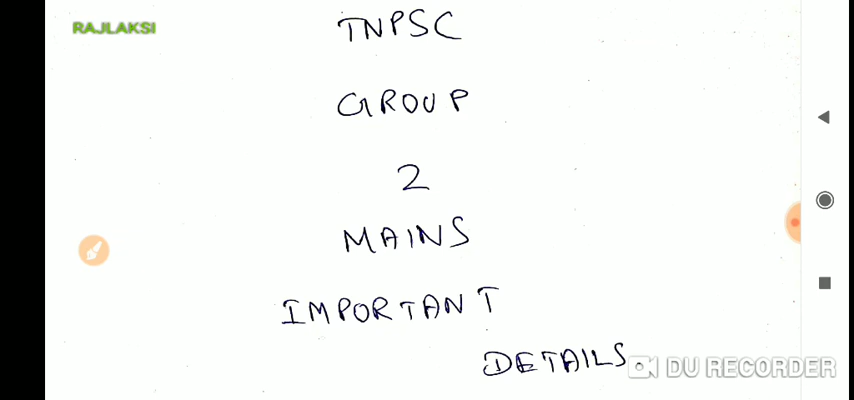 RAJLAKSI
TNPSC
GROUP
2
MAINS
IMPORTANT
DETAILS
DU RECORDER